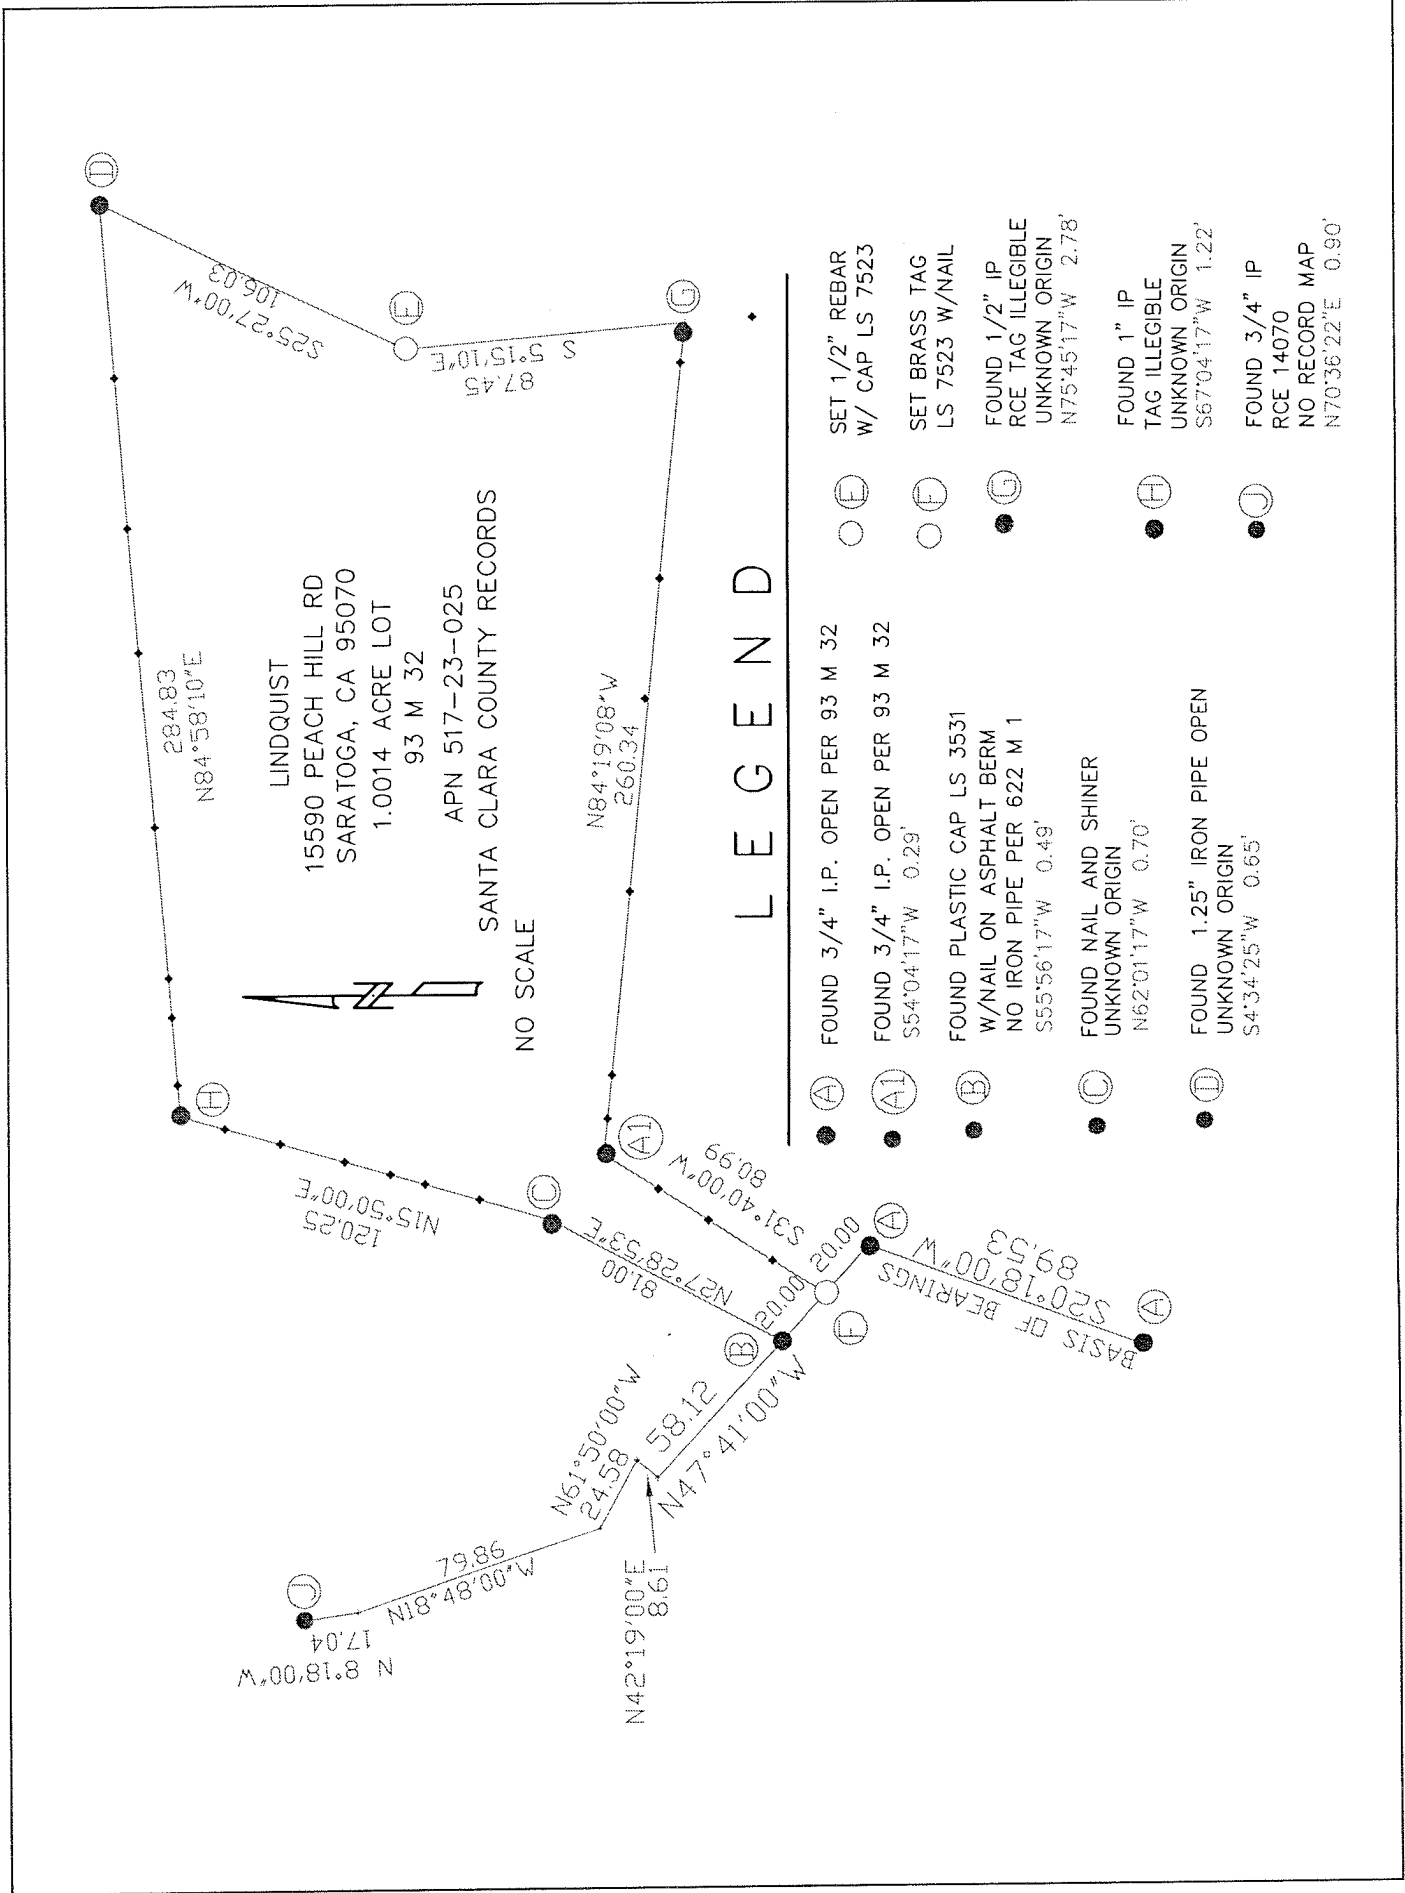 284.83
N84°58'10"E
LINDQUIST
15590 PEACH HILL RD
SARATOGA, CA 95070
1.0014 ACRE LOT
93 M 32
APN 517-23-025
SANTA CLARA COUNTY RECORDS
NO SCALE
N
D
S25°27'00"W
106.03
E
S 5°15'10"E
87.45
G
N84°19'08"W
260.34
H
N15°50'00"E
120.25
C
N27°28'53"E
81.00
A1
S31°40'00"W
80.99
B
20.00
20.00
F
A
BASIS OF BEARINGS
S20°18'00"W
89.53
A
58.12
N47°41'00"W
N42°19'00"E
8.61
N61°50'00"W
24.58
79.86
N18°48'00"W
J
17.04
N 8°18'00"W
LEGEND
A FOUND 3/4" I.P. OPEN PER 93 M 32
A1 FOUND 3/4" I.P. OPEN PER 93 M 32
S54°04'17"W 0.29'
B FOUND PLASTIC CAP LS 3531
W/NAIL ON ASPHALT BERM
NO IRON PIPE PER 622 M 1
S55°56'17"W 0.49'
C FOUND NAIL AND SHINER
UNKNOWN ORIGIN
N62°01'17"W 0.70'
D FOUND 1.25" IRON PIPE OPEN
UNKNOWN ORIGIN
S4°34'25"W 0.65'
E SET 1/2" REBAR
W/ CAP LS 7523
F SET BRASS TAG
LS 7523 W/NAIL
G FOUND 1/2" IP
RCE TAG ILLEGIBLE
UNKNOWN ORIGIN
N75°45'17"W 2.78'
H FOUND 1" IP
TAG ILLEGIBLE
UNKNOWN ORIGIN
S67°04'17"W 1.22'
J FOUND 3/4" IP
RCE 14070
NO RECORD MAP
N70°36'22"E 0.90'